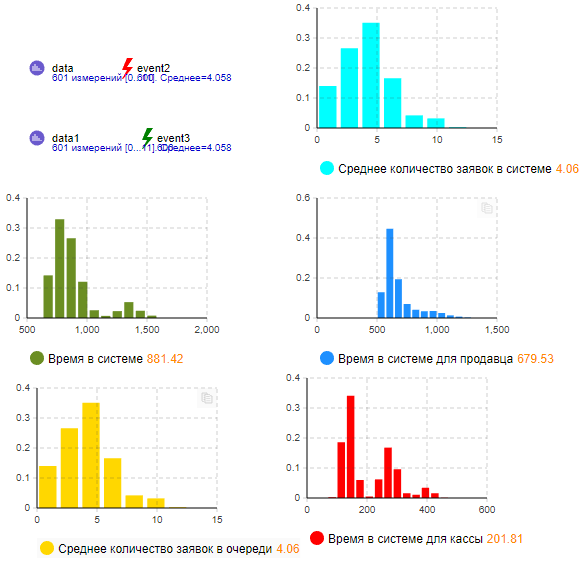 data
event2
601 измерений [0...11]. Среднее=4.058
data1
event3
601 измерений [0...11]. Среднее=4.058
0.4
0.3
0.2
0.1
0
0 5 10 15
Среднее количество заявок в системе 4.06
0.4
0.3
0.2
0.1
0
500 1,000 1,500 2,000
Время в системе 881.42
0.6
0.4
0.2
0
0 500 1,000 1,500
Время в системе для продавца 679.53
0.4
0.3
0.2
0.1
0
0 5 10 15
Среднее количество заявок в очереди 4.06
0.4
0.3
0.2
0.1
0
0 200 400 600
Время в системе для кассы 201.81